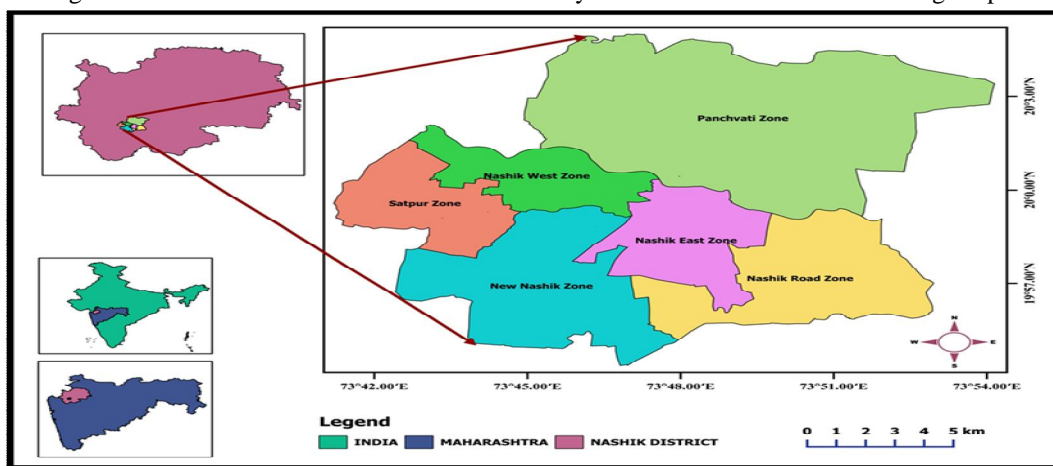 Panchvati Zone
Nashik West Zone
Satpur Zone
Nashik East Zone
New Nashik Zone
Nashik Road Zone
20°3'.00"N
20°0'.00"N
19°57'.00"N
N
W E
S
73°42.00'E 73°45.00'E 73°48.00'E 73°51.00'E 73°54.00'E
Legend
INDIA MAHARASHTRA NASHIK DISTRICT
0 1 2 3 4 5 km